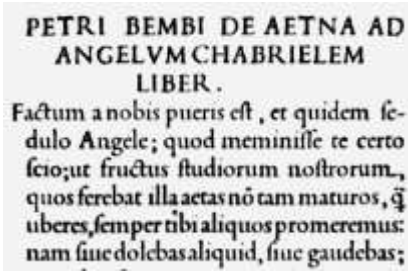 PETRI BEMBI DE AETNA AD
ANGELVM CHABRIELEM
LIBER.
Factum a nobis pueris eſt, et quidem ſe-
dulo Angele; quod meminiſſe te certo
ſcio; ut fructus ſtudiorum noſtrorum,
quos ferebat illa aetas nō tam maturos, q̄
uberes, ſemper tibi aliquos promeremus:
nam ſiue dolebas aliquid, ſiue gaudebas;